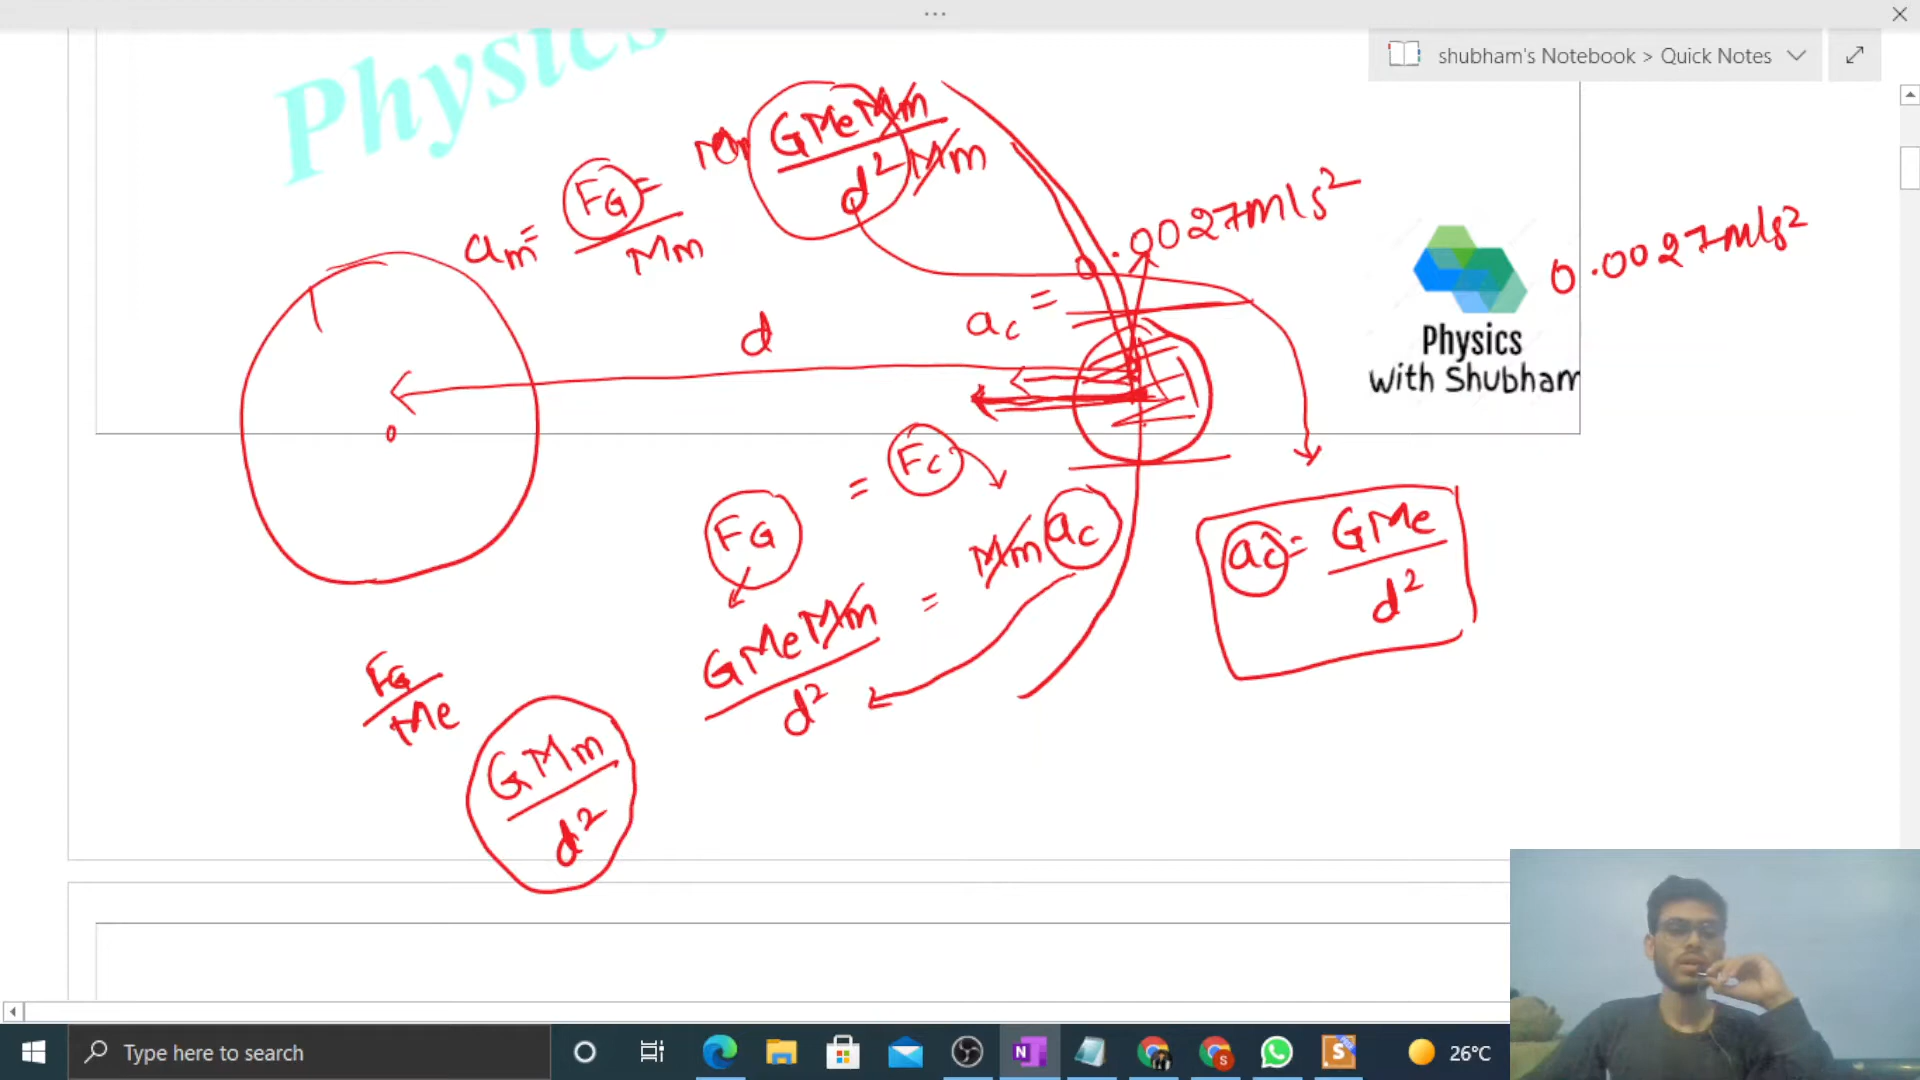 shubham's Notebook > Quick Notes
Physics
am = FG / Mm = GMeMm / d² Mm
ac = 0.0027m/s²
0.0027m/s²
Physics
With Shubham
d
o
FG = Fc
GMeMm / d² = Mm ac
ac = GMe / d²
FG / Me
GMm / d²
Type here to search
26°C